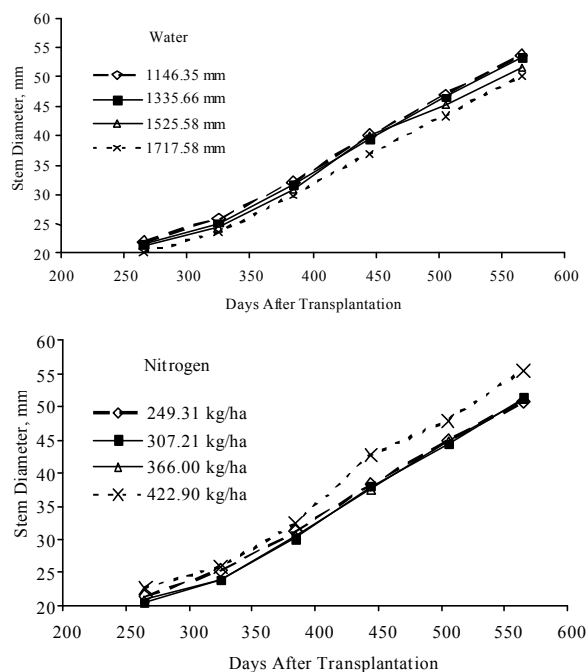 55
Water
50
1146.35 mm
45
1335.66 mm
40
1525.58 mm
35
1717.58 mm
30
25
20
Stem Diameter, mm
200 250 300 350 400 450 500 550 600
Days After Transplantation
60
55
Nitrogen
50
249.31 kg/ha
45
307.21 kg/ha
40
366.00 kg/ha
35
422.90 kg/ha
30
25
20
Stem Diameter, mm
200 250 300 350 400 450 500 550 600
Days After Transplantation